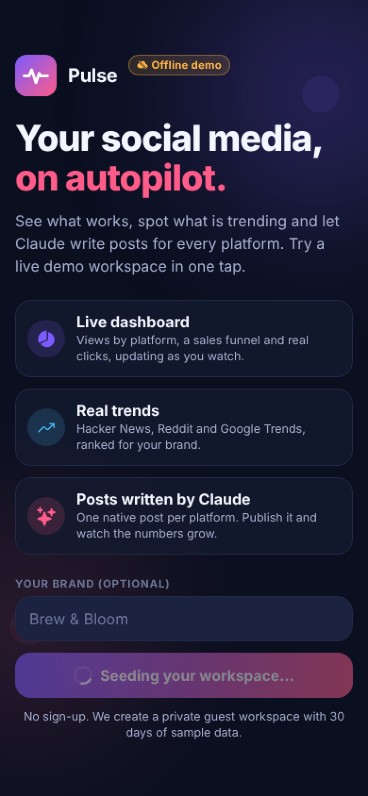 Pulse
Offline demo
Your social media,
on autopilot.
See what works, spot what is trending and let
Claude write posts for every platform. Try a
live demo workspace in one tap.
Live dashboard
Views by platform, a sales funnel and real
clicks, updating as you watch.
Real trends
Hacker News, Reddit and Google Trends,
ranked for your brand.
Posts written by Claude
One native post per platform. Publish it and
watch the numbers grow.
YOUR BRAND (OPTIONAL)
Brew & Bloom
Seeding your workspace...
No sign-up. We create a private guest workspace with 30
days of sample data.